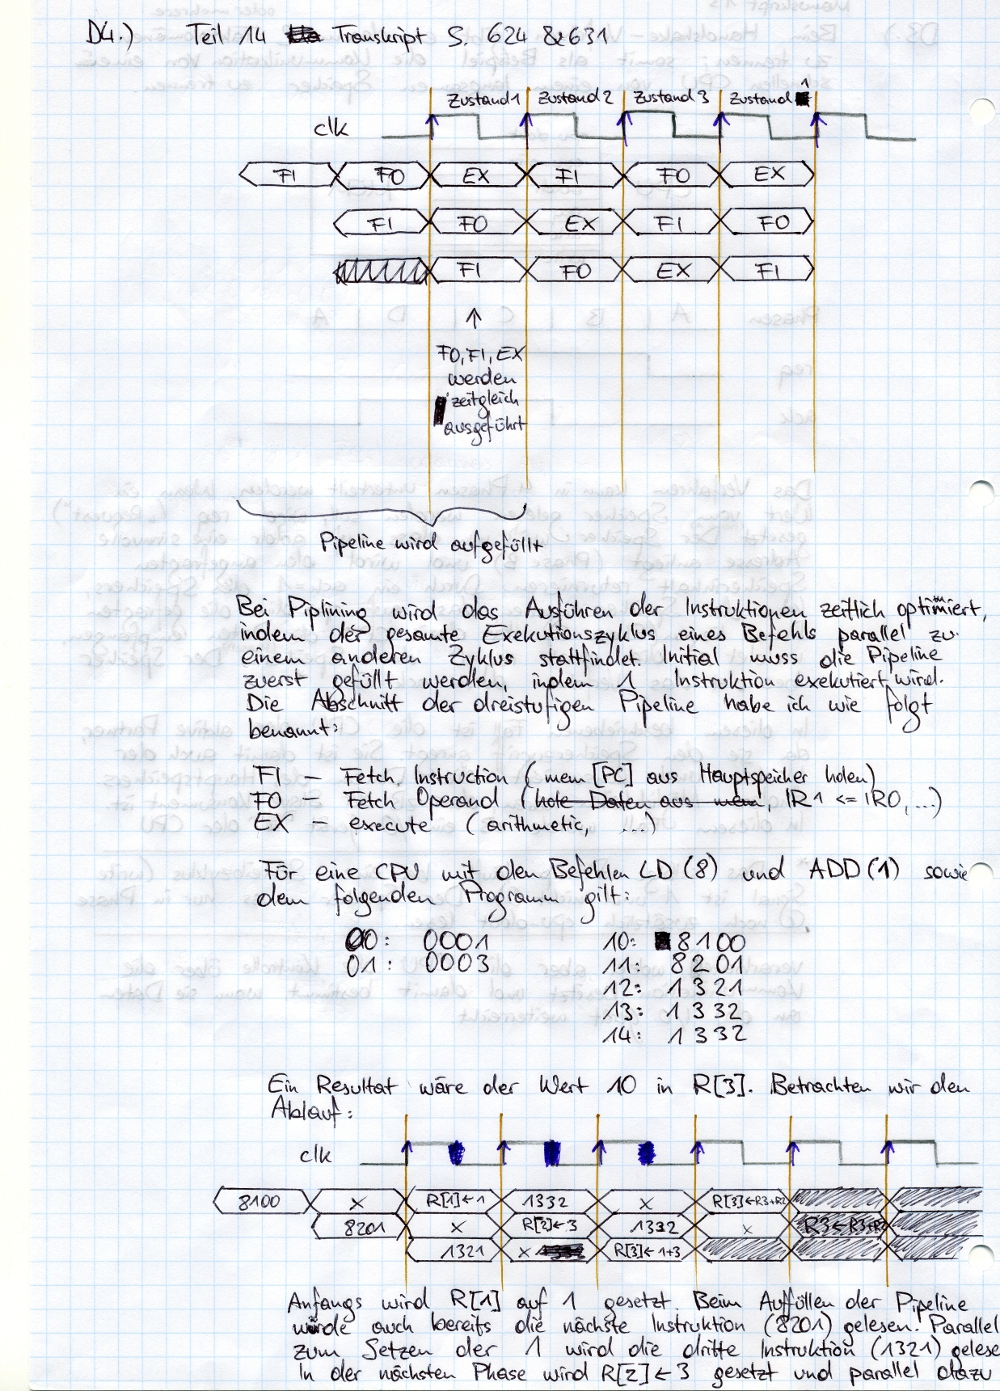 D4.) Teil 14 Transkript S. 624 & 631
Zustand 1 Zustand 2 Zustand 3 Zustand 1
clk
FI FO EX FI FO EX
FI FO EX FI FO
FI FO EX FI
↑
FO, FI, EX
werden
zeitgleich
ausgeführt
Pipeline wird aufgefüllt
Bei Piplining wird das Ausführen der Instruktionen zeitlich optimiert,
indem der gesamte Exekutionszyklus eines Befehls parallel zu
einem anderen Zyklus stattfindet. Initial muss die Pipeline
zuerst gefüllt werden, indem 1 Instruktion exekutiert wird.
Die Abschnitt der dreistufigen Pipeline habe ich wie folgt
benannt:
FI – Fetch Instruction (mem [PC] aus Hauptspeicher holen)
FO – Fetch Operand (hole Daten aus mem, IR1 <= IR0, ...)
EX – execute (arithmetic, ...)
Für eine CPU mit den Befehlen LD (8) und ADD (1) sowie
dem folgenden Programm gilt:
00: 0001 10: 8100
01: 0003 11: 8201
12: 1321
13: 1332
14: 1332
Ein Resultat wäre der Wert 10 in R[3]. Betrachten wir den
Ablauf:
clk
8100 x R[1]←1 1332 x R[3]←R3+R2
8201 x R[2]←3 1332 x R3←R3+R2
1321 x R[3]←1+3
Anfangs wird R[1] auf 1 gesetzt. Beim Auffüllen der Pipeline
wurde auch bereits die nächste Instruktion (8201) gelesen. Parallel
zum Setzen der 1 wird die dritte Instruktion (1321) gelese
In der nächsten Phase wird R[2]←3 gesetzt und parallel dazu